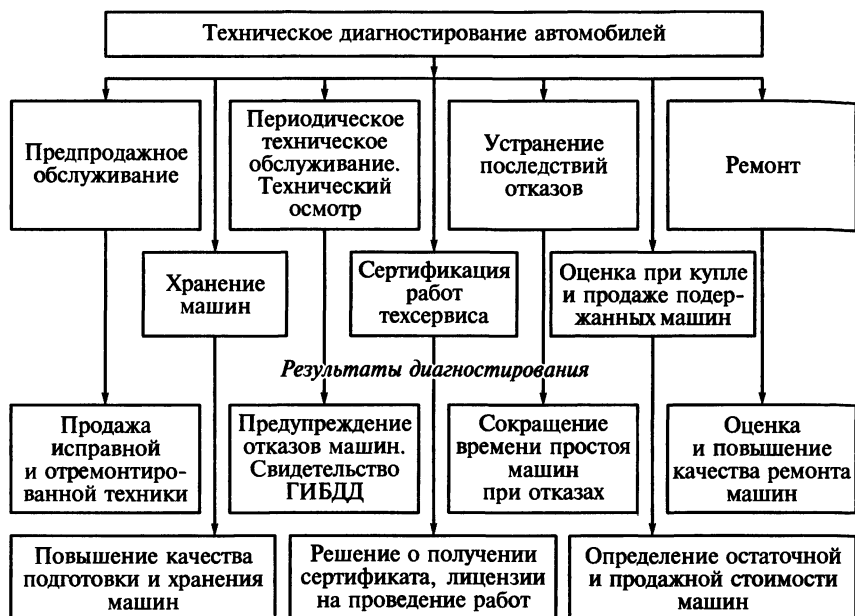 Техническое диагностирование автомобилей
Предпродажное
обслуживание
Периодическое
техническое
обслуживание.
Технический
осмотр
Устранение
последствий
отказов
Ремонт
Хранение
машин
Сертификация
работ
техсервиса
Оценка при купле
и продаже подер-
жанных машин
Результаты диагностирования
Продажа
исправной
и отремонтиро-
ванной техники
Предупреждение
отказов машин.
Свидетельство
ГИБДД
Сокращение
времени простоя
машин
при отказах
Оценка
и повышение
качества ремонта
машин
Повышение качества
подготовки и хранения
машин
Решение о получении
сертификата, лицензии
на проведение работ
Определение остаточной
и продажной стоимости
машин